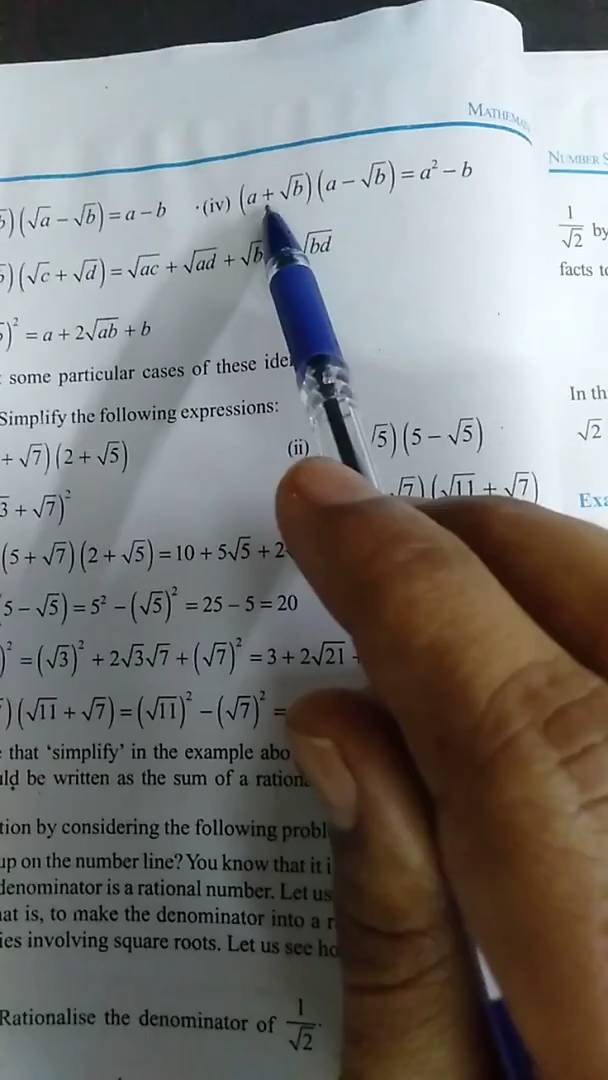 MATHEMA
)(√a − √b) = a − b (iv) (a + √b)(a − √b) = a² − b
)(√c + √d) = √ac + √ad + √b √bd
)² = a + 2√ab + b
some particular cases of these ide
Simplify the following expressions:
+ √7)(2 + √5) (ii) √5)(5 − √5)
3 + √7)² √7)(√11 + √7)
(5 + √7)(2 + √5) = 10 + 5√5 + 2
5 − √5) = 5² − (√5)² = 25 − 5 = 20
)² = (√3)² + 2√3√7 + (√7)² = 3 + 2√21
)(√11 + √7) = (√11)² − (√7)² =
that ‘simplify’ in the example abo
uld be written as the sum of a ration
tion by considering the following probl
up on the number line? You know that it i
denominator is a rational number. Let us
hat is, to make the denominator into a r
ies involving square roots. Let us see ho
Rationalise the denominator of 1/√2.
NUMBER S
1/√2 by
facts to
In th
√2
Exa